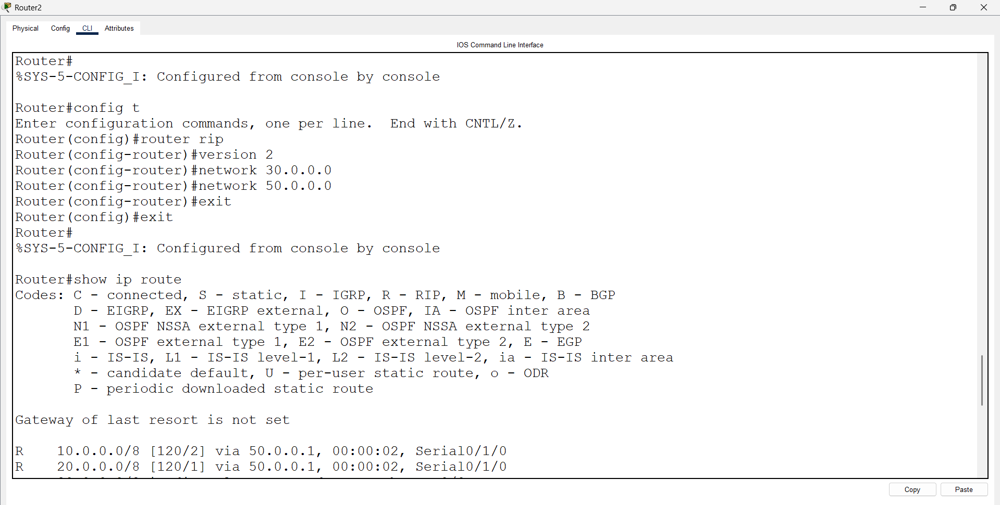 Router2
Physical Config CLI Attributes
IOS Command Line Interface
Router#
%SYS-5-CONFIG_I: Configured from console by console
Router#config t
Enter configuration commands, one per line.  End with CNTL/Z.
Router(config)#router rip
Router(config-router)#version 2
Router(config-router)#network 30.0.0.0
Router(config-router)#network 50.0.0.0
Router(config-router)#exit
Router(config)#exit
Router#
%SYS-5-CONFIG_I: Configured from console by console
Router#show ip route
Codes: C - connected, S - static, I - IGRP, R - RIP, M - mobile, B - BGP
D - EIGRP, EX - EIGRP external, O - OSPF, IA - OSPF inter area
N1 - OSPF NSSA external type 1, N2 - OSPF NSSA external type 2
E1 - OSPF external type 1, E2 - OSPF external type 2, E - EGP
i - IS-IS, L1 - IS-IS level-1, L2 - IS-IS level-2, ia - IS-IS inter area
* - candidate default, U - per-user static route, o - ODR
P - periodic downloaded static route
Gateway of last resort is not set
R    10.0.0.0/8 [120/2] via 50.0.0.1, 00:00:02, Serial0/1/0
R    20.0.0.0/8 [120/1] via 50.0.0.1, 00:00:02, Serial0/1/0
Copy Paste